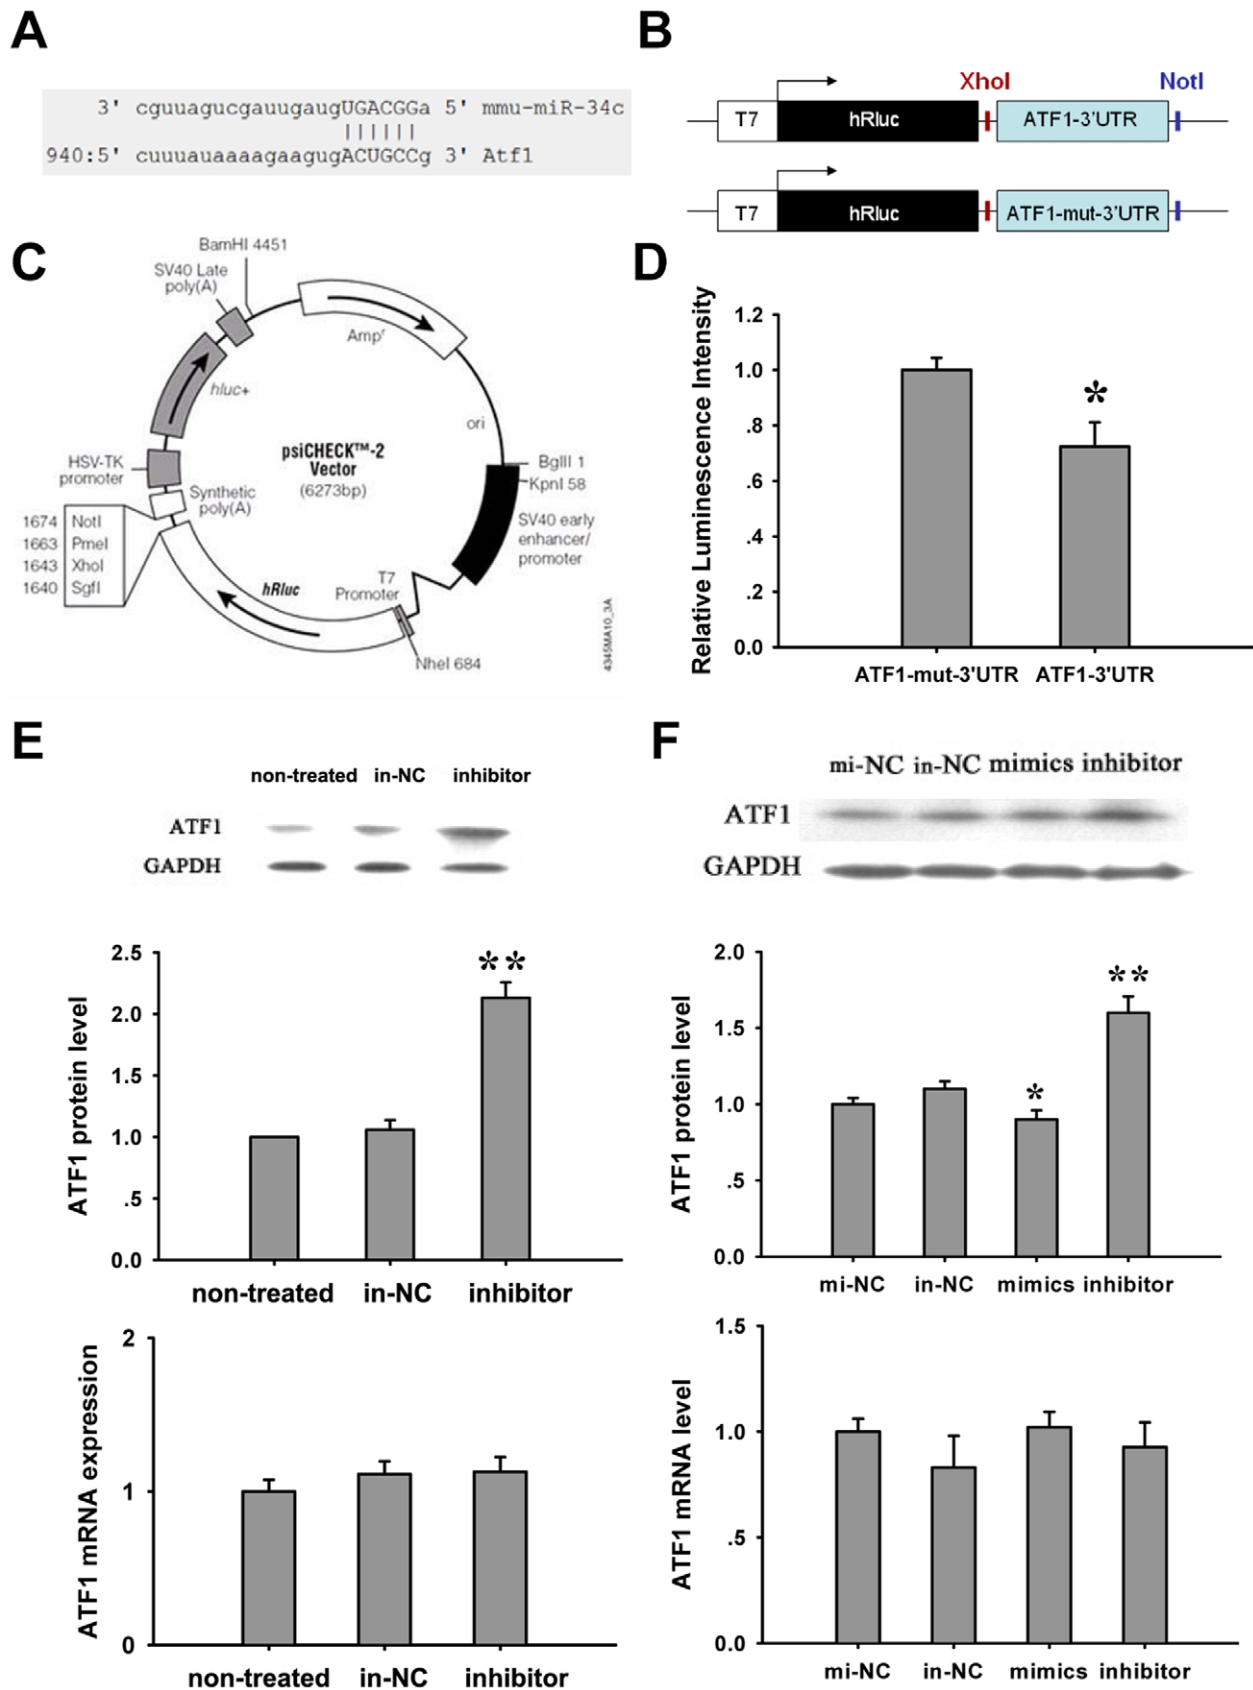 A
3' cguuagucgauugaugUGACGGa 5' mmu-miR-34c
940:5' cuuuauaaaagaagugACUGCCg 3' Atf1
B
XhoI NotI
T7 hRluc ATF1-3'UTR
T7 hRluc ATF1-mut-3'UTR
C
BamHI 4451
SV40 Late
poly(A)
Ampr
hluc+
ori
psiCHECK™-2
Vector
(6273bp)
HSV-TK
promoter
BglII 1
KpnI 58
Synthetic
poly(A)
SV40 early
enhancer/
promoter
1674 NotI
1663 PmeI
1643 XhoI
1640 SgfI
T7
Promoter
hRluc
NheI 684
4345MA10_3A
D
Relative Luminescence Intensity
1.2
1.0
.8
.6
.4
.2
0.0
*
ATF1-mut-3'UTR ATF1-3'UTR
E
non-treated in-NC inhibitor
ATF1
GAPDH
ATF1 protein level
2.5
2.0
1.5
1.0
.5
0.0
**
non-treated in-NC inhibitor
ATF1 mRNA expression
2
1
0
non-treated in-NC inhibitor
F
mi-NC in-NC mimics inhibitor
ATF1
GAPDH
ATF1 protein level
2.0
1.5
1.0
.5
0.0
*
**
mi-NC in-NC mimics inhibitor
ATF1 mRNA level
1.5
1.0
.5
0.0
mi-NC in-NC mimics inhibitor